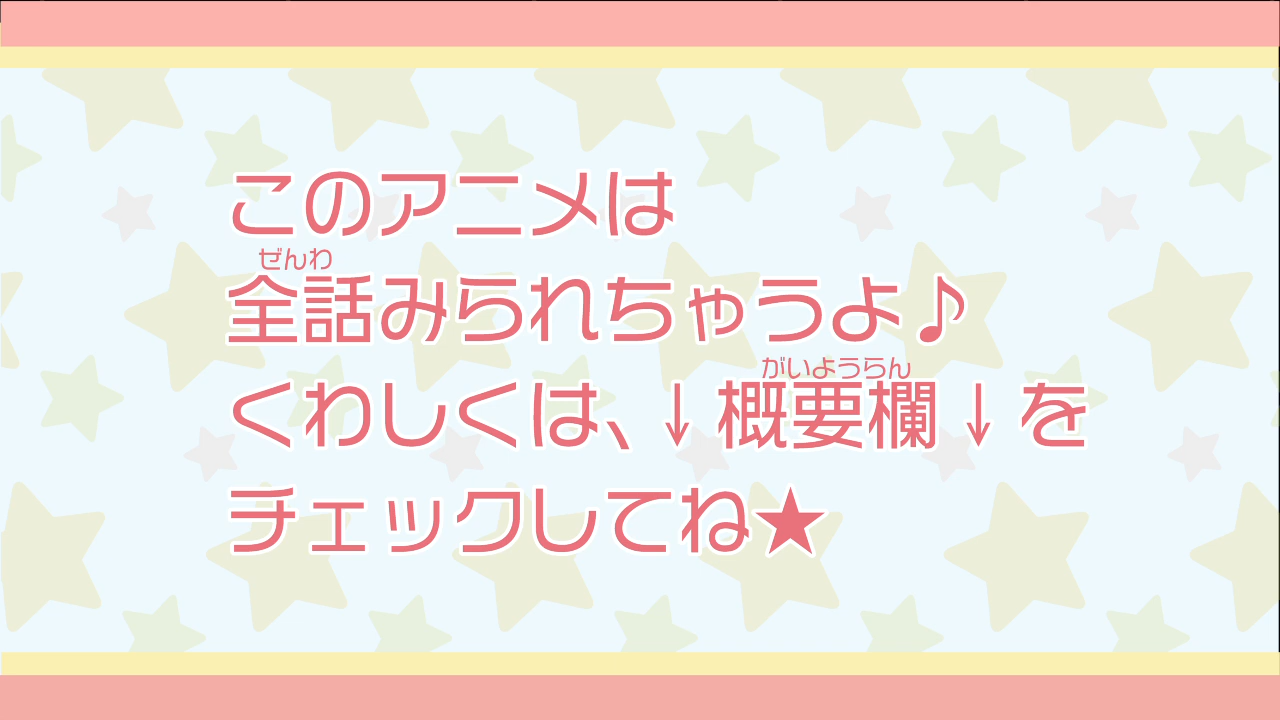 このアニメは
ぜんわ
全話みられちゃうよ♪
がいようらん
くわしくは、↓概要欄↓を
チェックしてね★